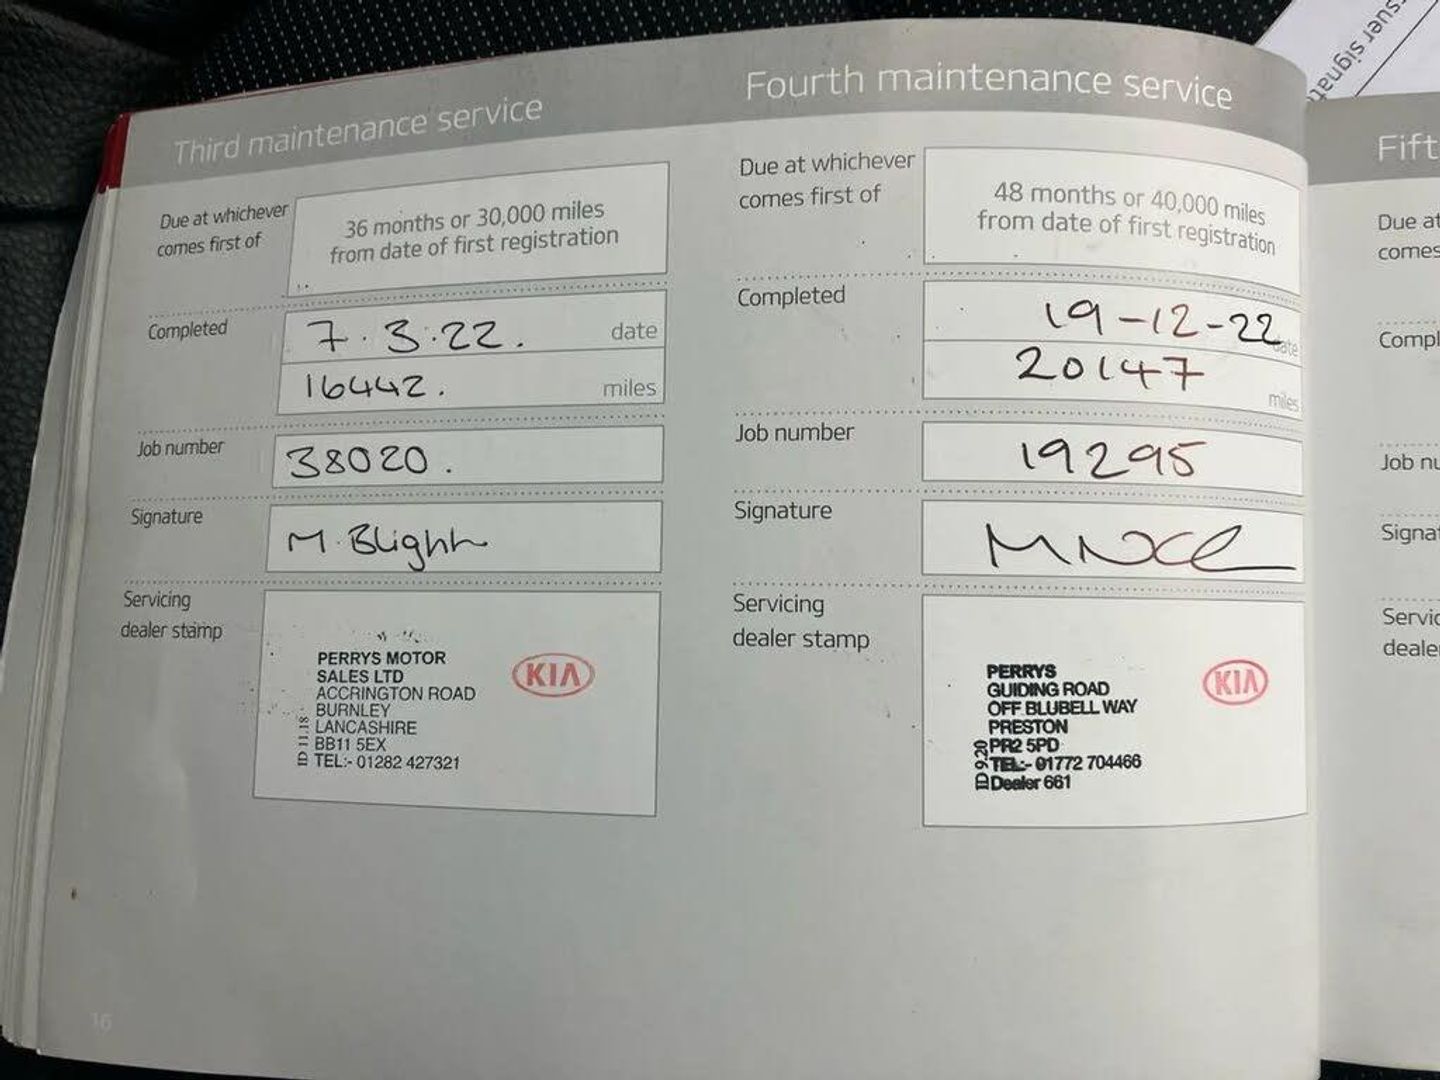 suer signat
Third maintenance service
Due at whichever
comes first of
36 months or 30,000 miles
from date of first registration
Completed
7.3.22. date
16442. miles
Job number
38020.
Signature
M. Blight
Servicing
dealer stamp
PERRYS MOTOR
SALES LTD
ACCRINGTON ROAD
BURNLEY
LANCASHIRE
BB11 5EX
TEL:- 01282 427321
ID 11.18
KIA
16
Fourth maintenance service
Due at whichever
comes first of
48 months or 40,000 miles
from date of first registration
Completed
19-12-22 date
20147 miles
Job number
19295
Signature
Servicing
dealer stamp
PERRYS
GUIDING ROAD
OFF BLUBELL WAY
PRESTON
PR2 5PD
TEL:- 01772 704466
Dealer 661
ID 9.20
KIA
Fift
Due at
comes
Compl
Job nu
Signat
Servic
deale